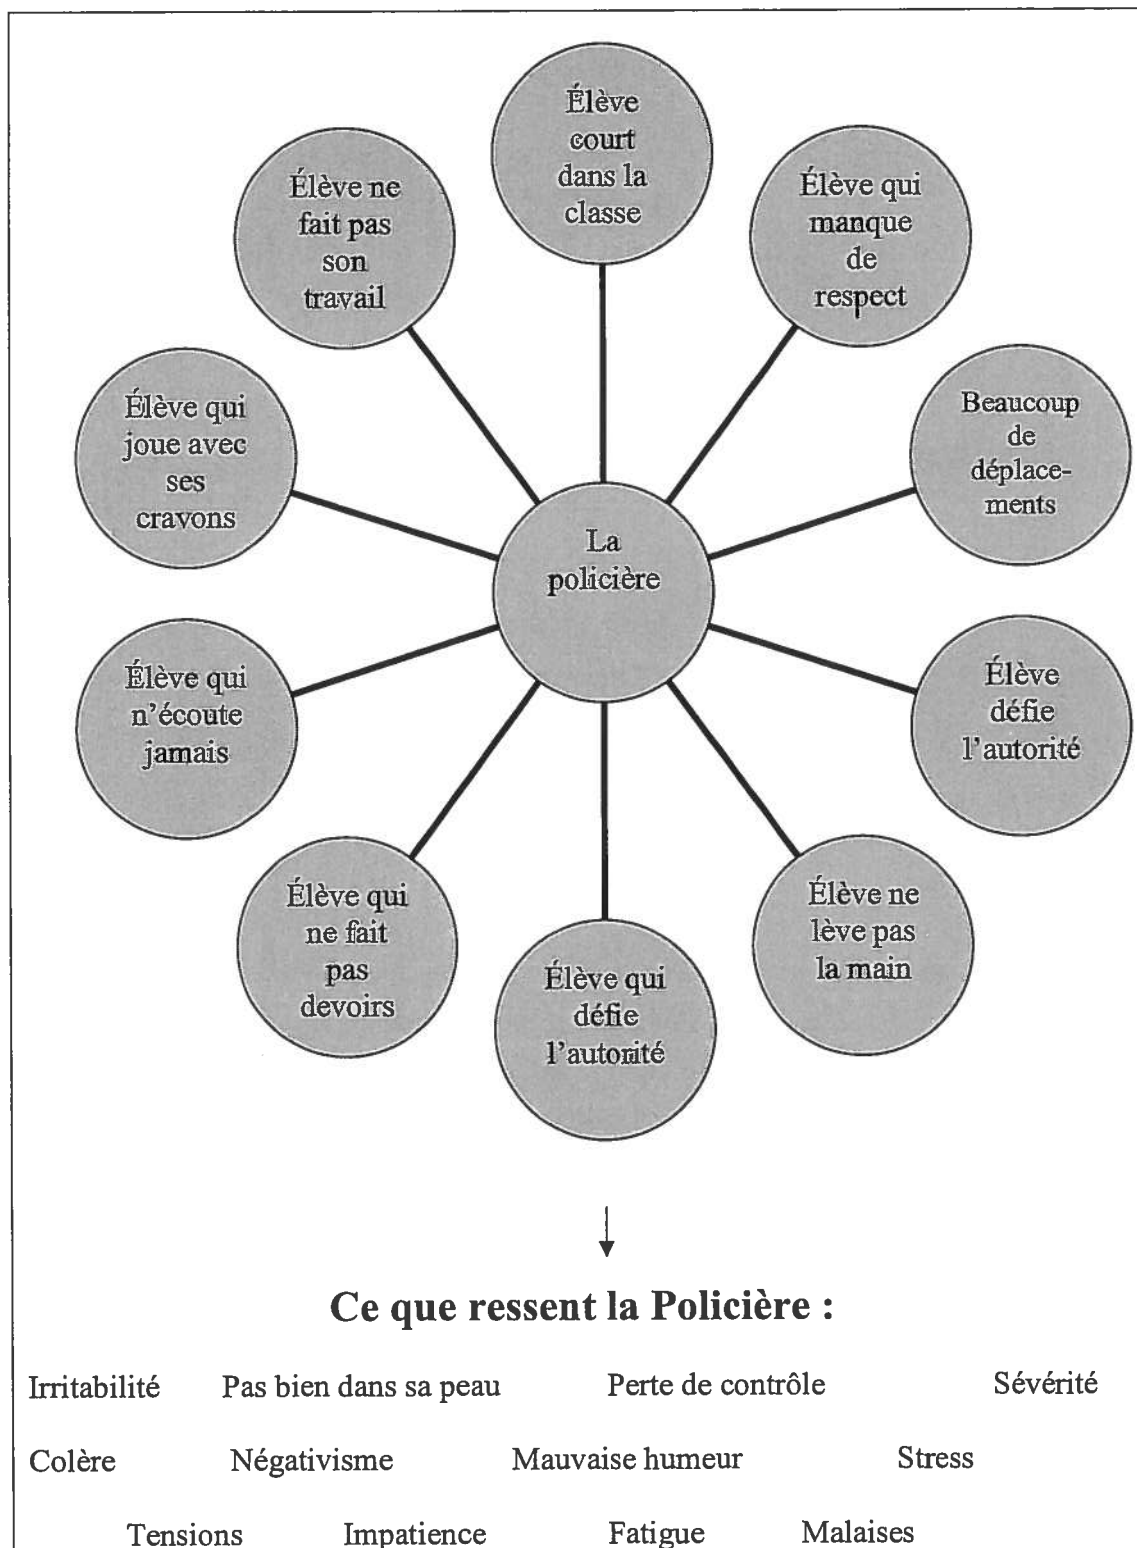 Élève
court
dans la
classe
Élève qui
manque
de
respect
Beaucoup
de
déplace-
ments
Élève
défie
l'autorité
Élève ne
lève pas
la main
Élève qui
défie
l'autorité
Élève qui
ne fait
pas
devoirs
Élève qui
n'écoute
jamais
Élève qui
joue avec
ses
crayons
Élève ne
fait pas
son
travail
La
policière
Ce que ressent la Policière :
Irritabilité Pas bien dans sa peau Perte de contrôle Sévérité
Colère Négativisme Mauvaise humeur Stress
Tensions Impatience Fatigue Malaises